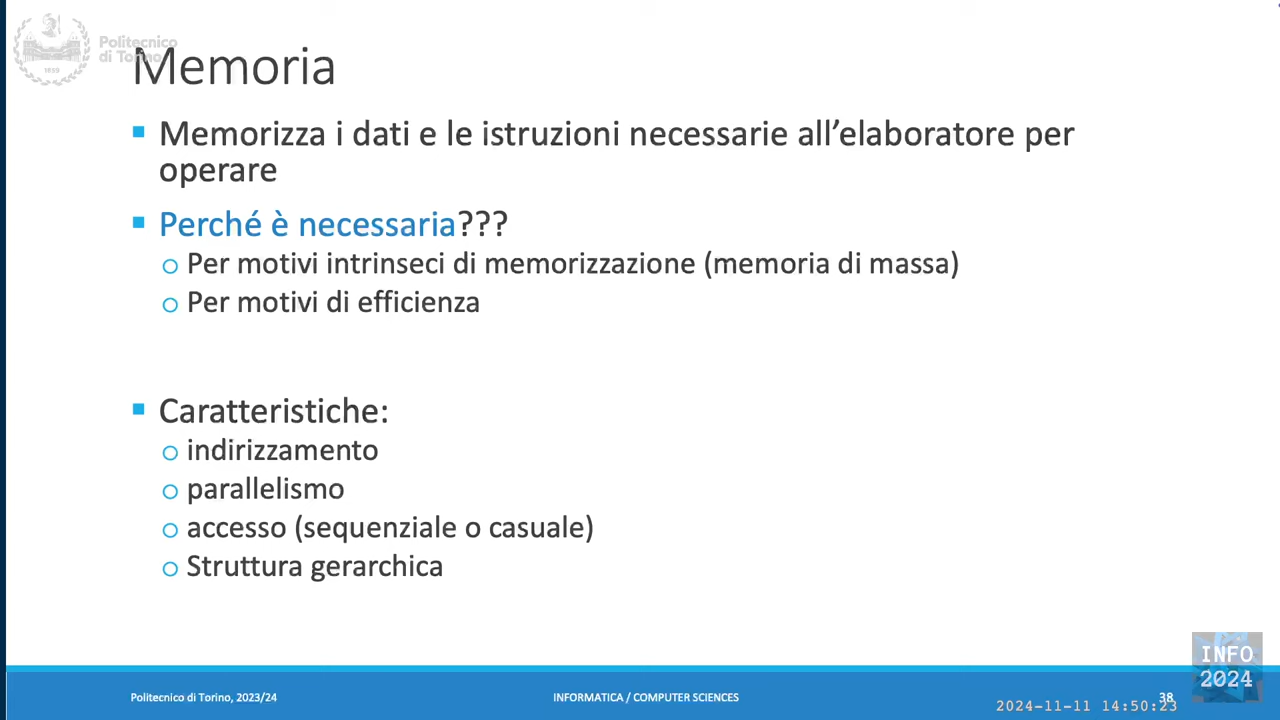 Politecnico
di Torino
1859
Memoria
Memorizza i dati e le istruzioni necessarie all’elaboratore per
operare
Perché è necessaria???
Per motivi intrinseci di memorizzazione (memoria di massa)
Per motivi di efficienza
Caratteristiche:
indirizzamento
parallelismo
accesso (sequenziale o casuale)
Struttura gerarchica
INFO
2024
Politecnico di Torino, 2023/24
INFORMATICA / COMPUTER SCIENCES
38
2024-11-11 14:50:23